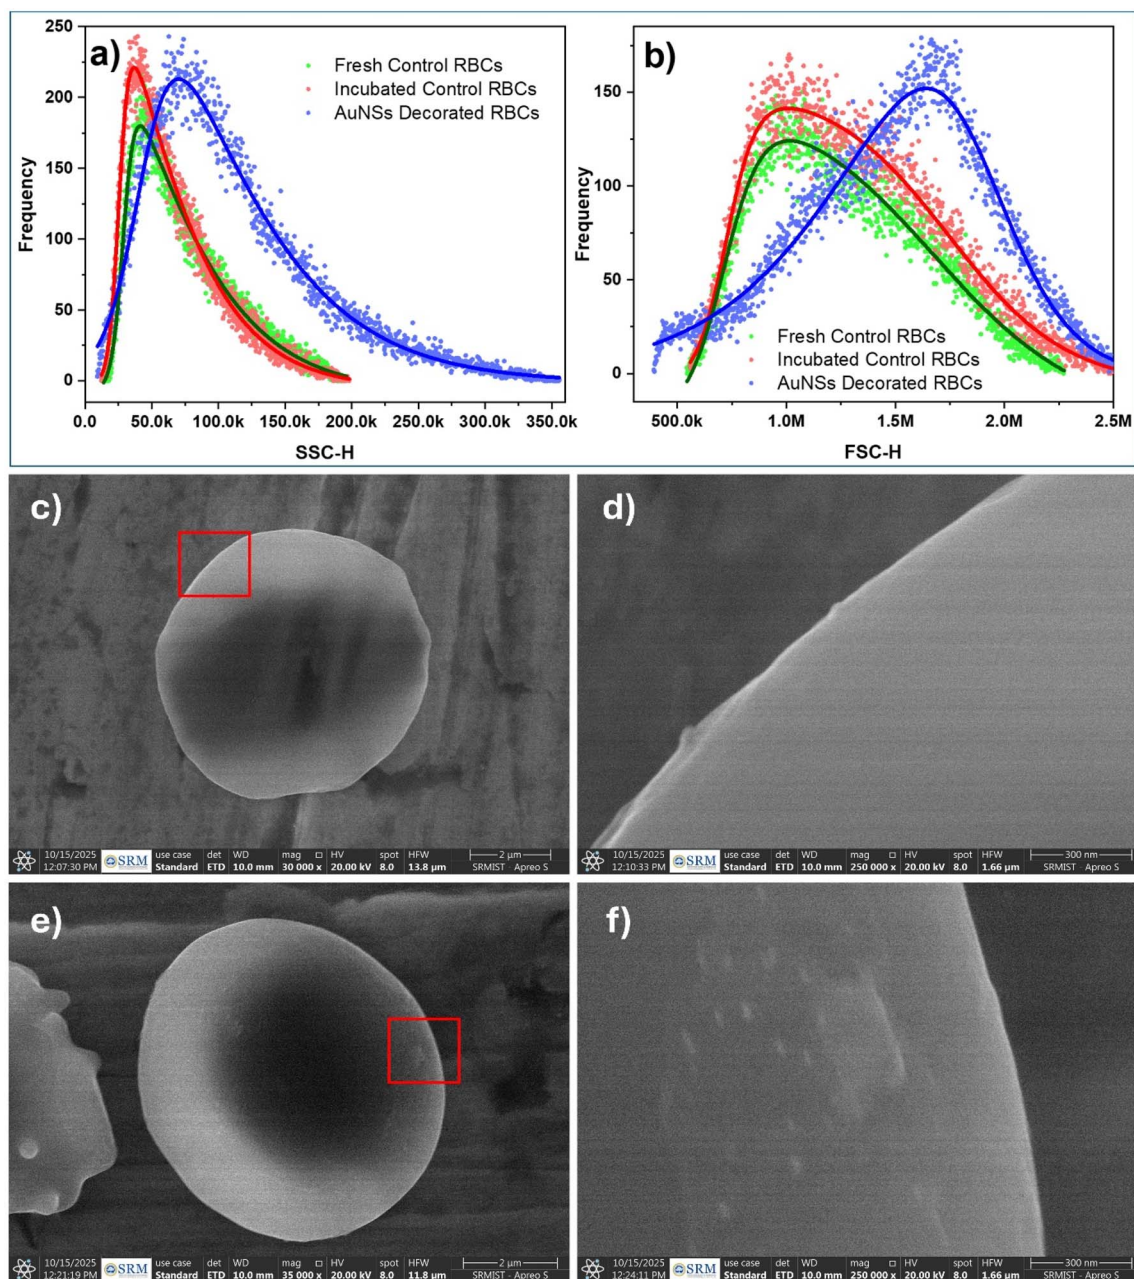 a)
Fresh Control RBCs
Incubated Control RBCs
AuNSs Decorated RBCs
250
200
150
100
50
0
Frequency
0.0 50.0k 100.0k 150.0k 200.0k 250.0k 300.0k 350.0k
SSC-H
b)
150
100
50
0
Frequency
Fresh Control RBCs
Incubated Control RBCs
AuNSs Decorated RBCs
500.0k 1.0M 1.5M 2.0M 2.5M
FSC-H
c)
10/15/2025 use case det WD mag HV spot HFW 2 µm
12:07:30 PM SRM Standard ETD 10.0 mm 30 000 x 20.00 kV 8.0 13.8 µm SRMIST - Apreo S
d)
10/15/2025 use case det WD mag HV spot HFW 300 nm
12:10:33 PM SRM Standard ETD 10.0 mm 250 000 x 20.00 kV 8.0 1.66 µm SRMIST - Apreo S
e)
10/15/2025 use case det WD mag HV spot HFW 2 µm
12:21:19 PM SRM Standard ETD 10.0 mm 35 000 x 20.00 kV 8.0 11.8 µm SRMIST - Apreo S
f)
10/15/2025 use case det WD mag HV spot HFW 300 nm
12:24:11 PM SRM Standard ETD 10.0 mm 250 000 x 20.00 kV 8.0 1.66 µm SRMIST - Apreo S